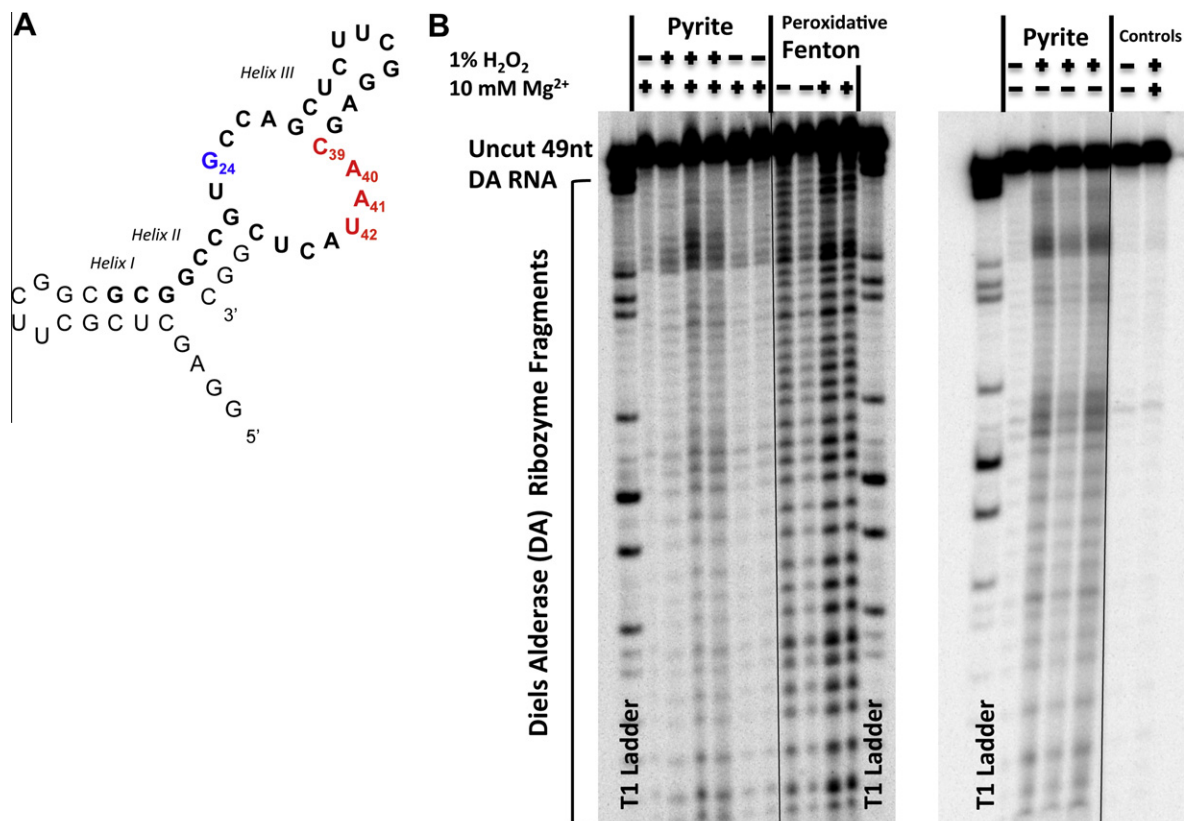 A
U U C
U C G
Helix III
C G
U A
C C A G C G
G24
C39
A40
U
A41
Helix II
G
U42
C G C U C A
C G
Helix I
G G
C G G C G C G G C
3'
U U U C G C U C C
G
A
G
G
5'
B
Pyrite
Peroxidative
Fenton
1% H2O2
− + + + − −
10 mM Mg2+
+ + + + + + − − + +
Uncut 49nt
DA RNA
Diels Alderase (DA) Ribozyme Fragments
T1 Ladder
T1 Ladder
Pyrite
Controls
− + + + − +
− − − − − +
T1 Ladder